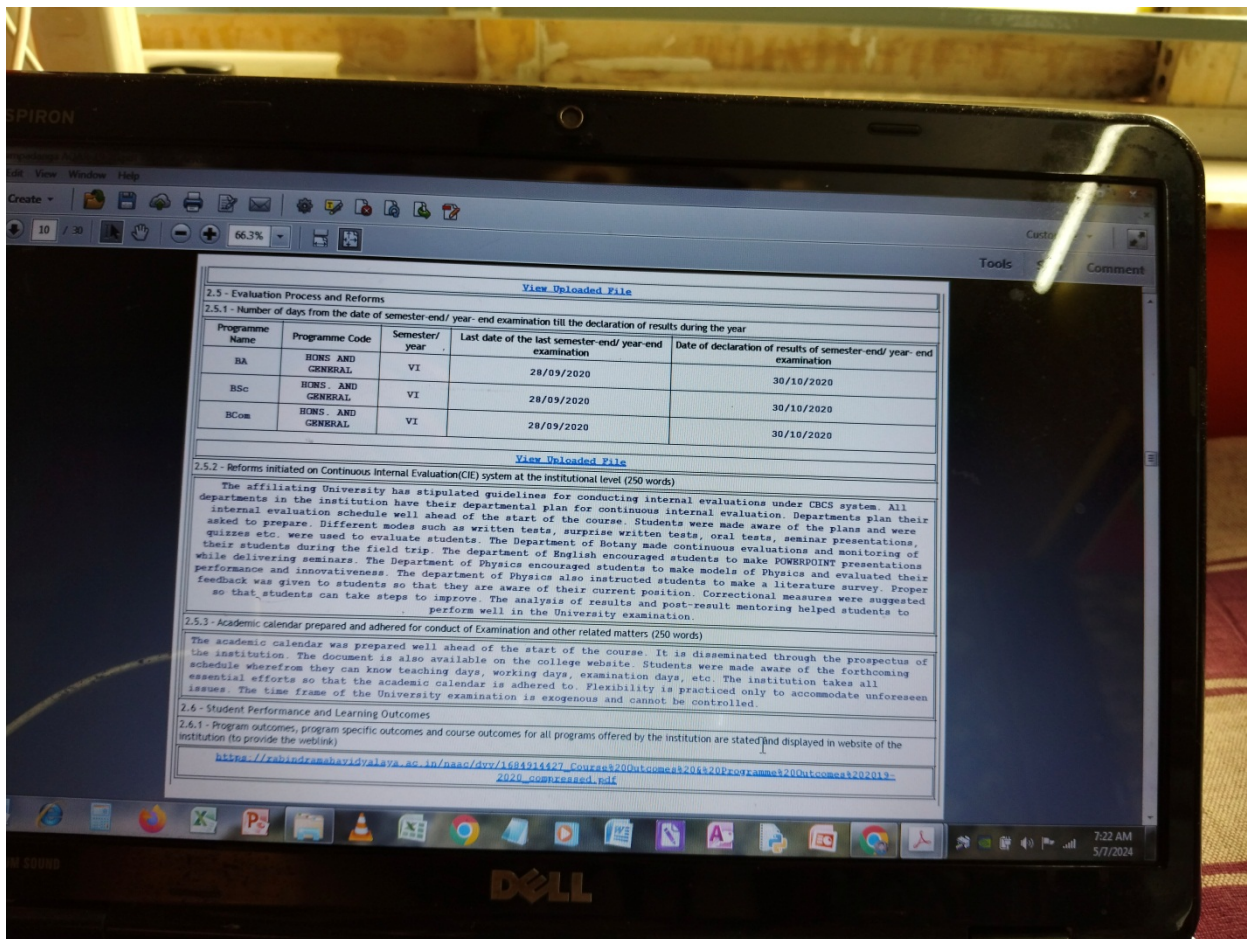 SPIRON
Edit View Window Help
Create
10 / 30 66.3%
Tools Comment
View Uploaded File
2.5 - Evaluation Process and Reforms
2.5.1 - Number of days from the date of semester-end/ year- end examination till the declaration of results during the year
Programme Name Programme Code Semester/ year Last date of the last semester-end/ year-end examination Date of declaration of results of semester-end/ year- end examination
BA HONS AND GENERAL VI 28/09/2020 30/10/2020
BSc HONS. AND GENERAL VI 28/09/2020 30/10/2020
BCom HONS. AND GENERAL VI 28/09/2020 30/10/2020
View Uploaded File
2.5.2 - Reforms initiated on Continuous Internal Evaluation(CIE) system at the institutional level (250 words)
The affiliating University has stipulated guidelines for conducting internal evaluations under CBCS system. All
departments in the institution have their departmental plan for continuous internal evaluation. Departments plan their
internal evaluation schedule well ahead of the start of the course. Students were made aware of the plans and were
asked to prepare. Different modes such as written tests, surprise written tests, oral tests, seminar presentations,
quizzes etc. were used to evaluate students. The Department of Botany made continuous evaluations and monitoring of
their students during the field trip. The department of English encouraged students to make POWERPOINT presentations
while delivering seminars. The Department of Physics encouraged students to make models of Physics and evaluated their
performance and innovativeness. The department of Physics also instructed students to make a literature survey. Proper
feedback was given to students so that they are aware of their current position. Correctional measures were suggested
so that students can take steps to improve. The analysis of results and post-result mentoring helped students to
perform well in the University examination.
2.5.3 - Academic calendar prepared and adhered for conduct of Examination and other related matters (250 words)
The academic calendar was prepared well ahead of the start of the course. It is disseminated through the prospectus of
the institution. The document is also available on the college website. Students were made aware of the forthcoming
schedule wherefrom they can know teaching days, working days, examination days, etc. The institution takes all
essential efforts so that the academic calendar is adhered to. Flexibility is practiced only to accommodate unforeseen
issues. The time frame of the University examination is exogenous and cannot be controlled.
2.6 - Student Performance and Learning Outcomes
2.6.1 - Program outcomes, program specific outcomes and course outcomes for all programs offered by the institution are stated and displayed in website of the
institution (to provide the weblink)
https://rabindramahavidyalaya.ac.in/naac/dvv/1684914427_Course%20Outcomes%20&%20Programme%20Outcomes%202019-
2020_compressed.pdf
7:22 AM
5/7/2024
SOUND
DELL